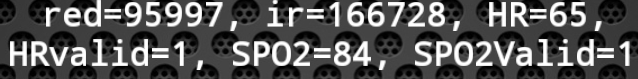 red=95997, ir=166728, HR=65,
HRvalid=1, SPO2=84, SPO2Valid=1